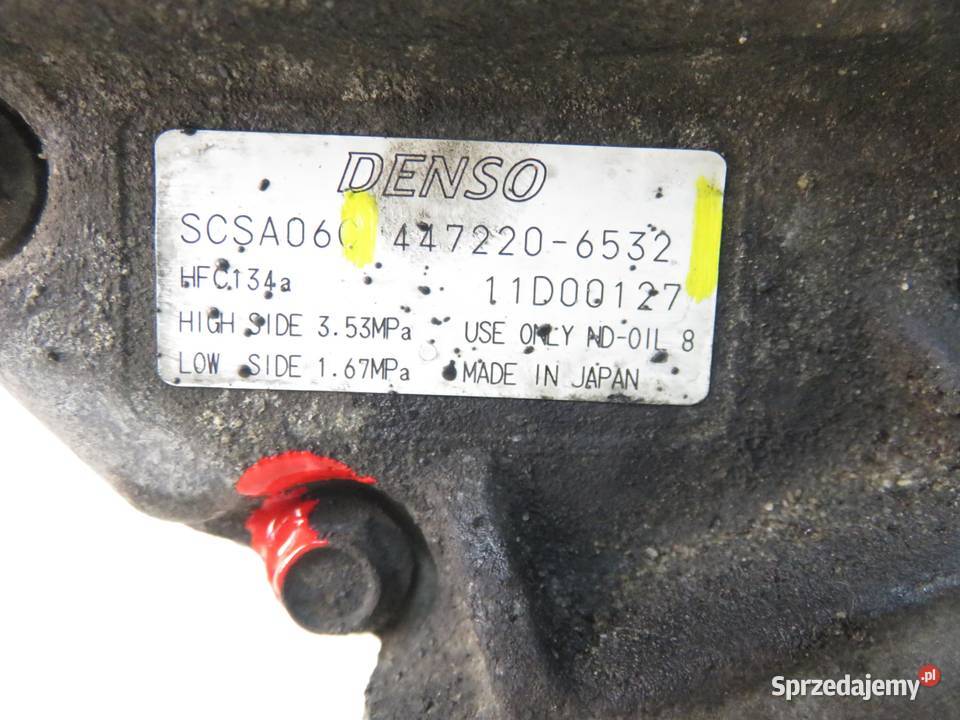 DENSO
SCSA06C 447220-6532
HFC134a 11D00127
HIGH SIDE 3.53MPa USE ONLY ND-OIL 8
LOW SIDE 1.67MPa MADE IN JAPAN
Sprzedajemy.pl